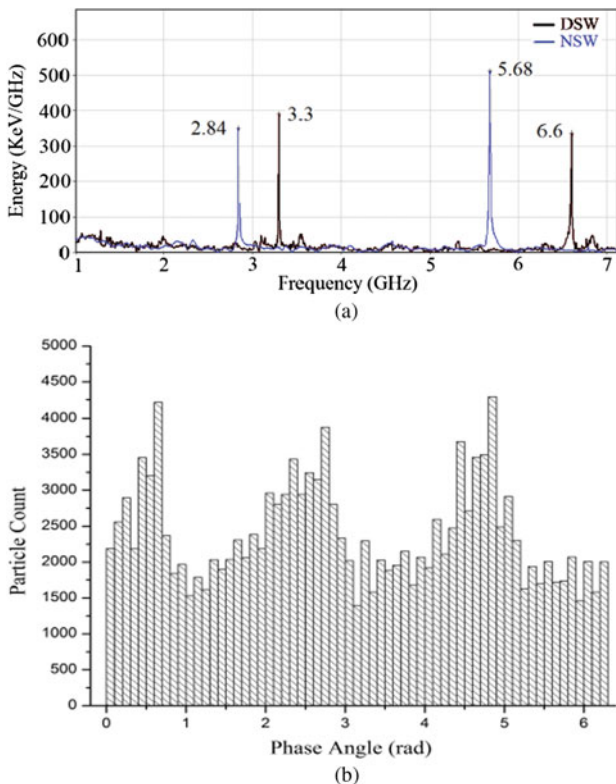 DSW
NSW
600
500
400
300
200
100
0
Energy (KeV/GHz)
2.84
3.3
5.68
6.6
1 2 3 4 5 6 7
Frequency (GHz)
(a)
5000
4500
4000
3500
3000
2500
2000
1500
1000
500
0
Particle Count
0 1 2 3 4 5 6
Phase Angle (rad)
(b)